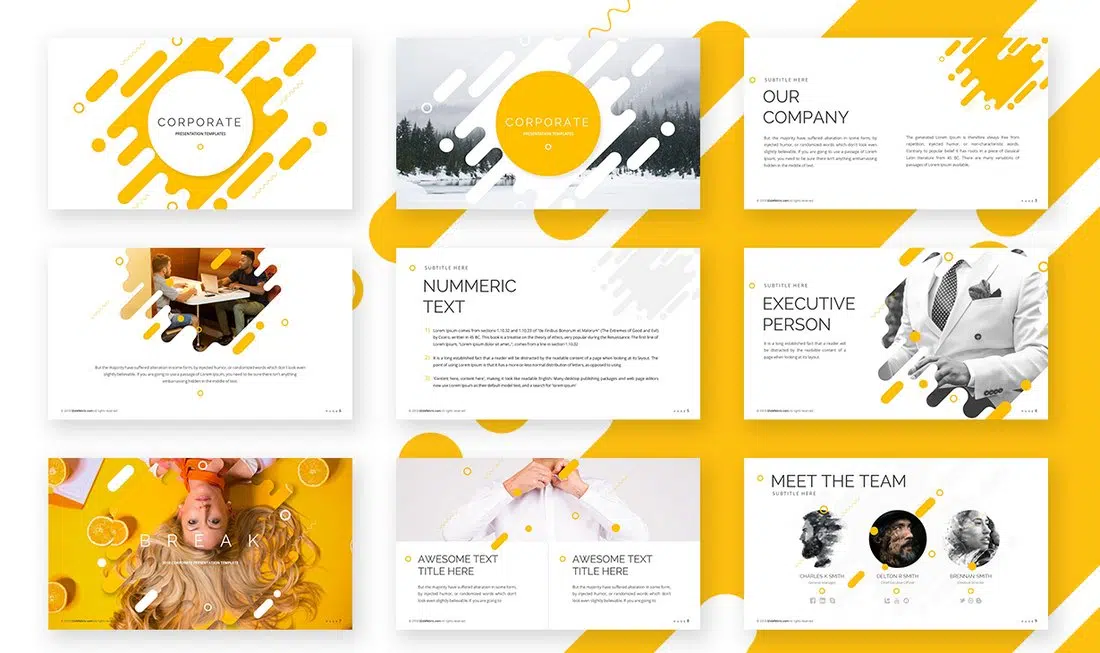 CORPORATE
PRESENTATION TEMPLATES
CORPORATE
PRESENTATION TEMPLATES
SUBTITLE HERE
OUR
COMPANY
But the majority have suffered alteration in some form,
by injected humor, or randomized words which don't look even
slightly believable. If you are going to use a passage of Lorem
Ipsum, you need to be sure there isn't anything embarrassing
hidden in the middle of text.
The generated Lorem Ipsum is therefore always free from
repetition, injected humor, or non-characteristic words.
Contrary to popular belief it has roots in a piece of classical
Latin literature from 45 BC. There are many variations of
passages of Lorem Ipsum available.
But the majority have suffered alteration in some form, by injected humor, or randomized words which don't look even
slightly believable. If you are going to use a passage of Lorem Ipsum, you need to be sure there isn't anything
embarrassing hidden in the middle of text.
SUBTITLE HERE
NUMMERIC
TEXT
1) Lorem Ipsum comes from sections 1.10.32 and 1.10.33 of "de Finibus Bonorum et Malorum" (The Extremes of Good and Evil)
by Cicero, written in 45 BC. This book is a treatise on the theory of ethics, very popular during the Renaissance. The first line of
Lorem Ipsum, "Lorem ipsum dolor sit amet..", comes from a line in section 1.10.32
2) It is a long established fact that a reader will be distracted by the readable content of a page when looking at its layout. The
point of using Lorem Ipsum is that it has a more-or-less normal distribution of letters, as opposed to using
3) 'Content here, content here', making it look like readable English. Many desktop publishing packages and web page editors
now use Lorem Ipsum as their default model text, and a search for 'lorem ipsum'
SUBTITLE HERE
EXECUTIVE
PERSON
It is a long established fact that a reader will
be distracted by the readable content of a
page when looking at its layout.
BREAK
CORPORATE PRESENTATION TEMPLATE
AWESOME TEXT
TITLE HERE
But the majority have suffered alteration in some form,
by injected humor, or randomized words which don't
look even slightly believable. If you are going to
AWESOME TEXT
TITLE HERE
But the majority have suffered alteration in some form,
by injected humor, or randomized words which don't
look even slightly believable. If you are going to
MEET THE TEAM
SUBTITLE HERE
CHARLES K SMITH
DELTON R SMITH
BRENNAN SMITH